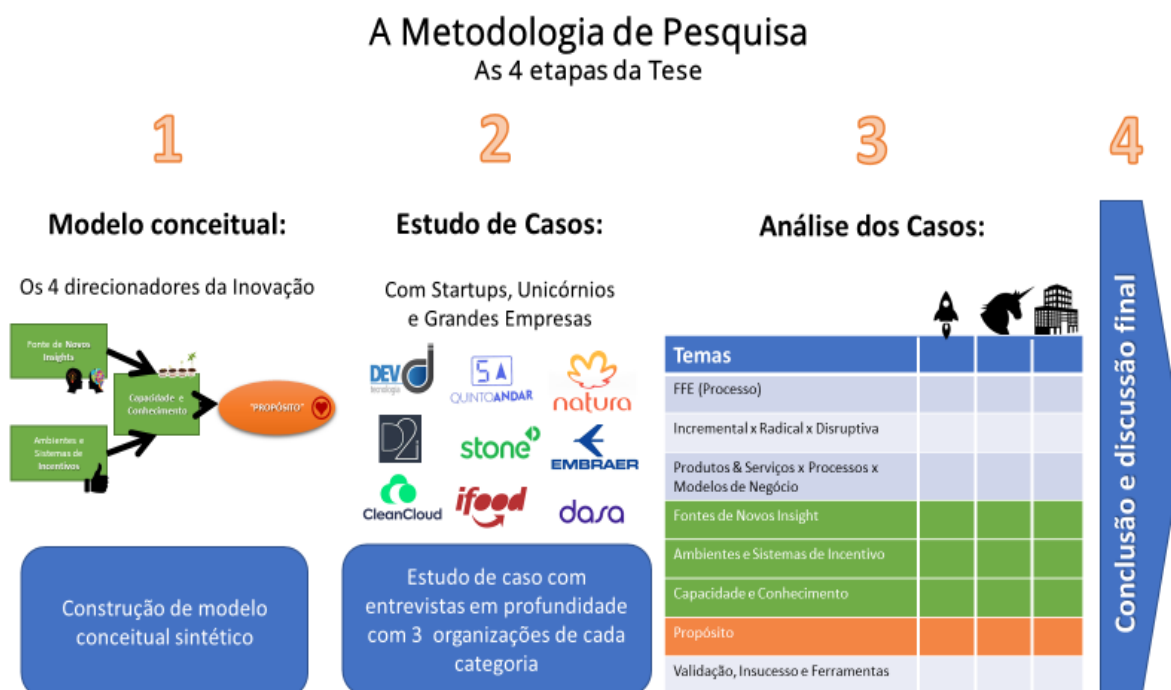 A Metodologia de Pesquisa
As 4 etapas da Tese
1
2
3
4
Modelo conceitual:
Os 4 direcionadores da Inovação
Fonte de Novos
Insights
Capacidade e
Conhecimento
"PROPÓSITO"
Ambientes e
Sistemas de
Incentivos
Construção de modelo
conceitual sintético
Estudo de Casos:
Com Startups, Unicórnios
e Grandes Empresas
DEV
tecnologia
QUINTOANDAR
natura
D2
stone
EMBRAER
CleanCloud
ifood
dasa
Estudo de caso com
entrevistas em profundidade
com 3 organizações de cada
categoria
Análise dos Casos:
Temas
FFE (Processo)
Incremental x Radical x Disruptiva
Produtos & Serviços x Processos x
Modelos de Negócio
Fontes de Novos Insight
Ambientes e Sistemas de Incentivo
Capacidade e Conhecimento
Propósito
Validação, Insucesso e Ferramentas
Conclusão e discussão final